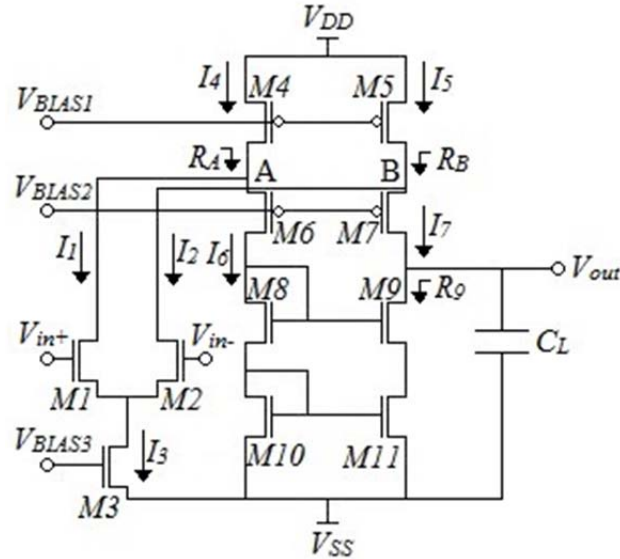 VDD
I4 M4 M5 I5
VBIAS1
RA A B RB
VBIAS2
I1 I2 I6 M6 M7 I7
M8 M9 R9 Vout
Vin+ Vin- CL
M1 M2
VBIAS3 I3 M10 M11
M3
VSS